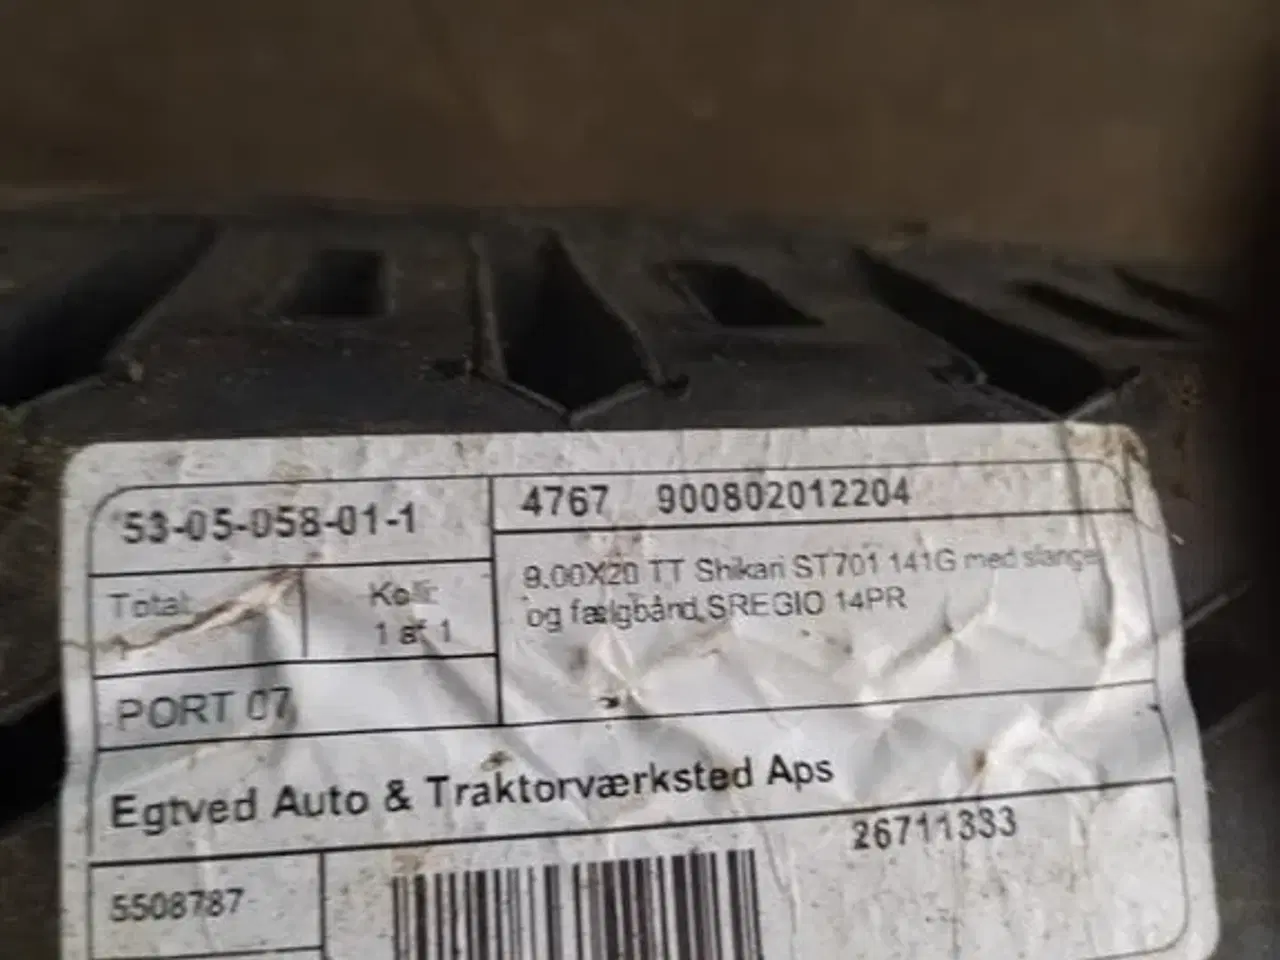 53-05-058-01-1
4767 900802012204
Total:
Kolli:
1 af 1
9.00X20 TT Shikari ST701 141G med slange
og fælgbånd,SREGIO 14PR
PORT 07
Egtved Auto & Traktorværksted Aps
26711333
5508787